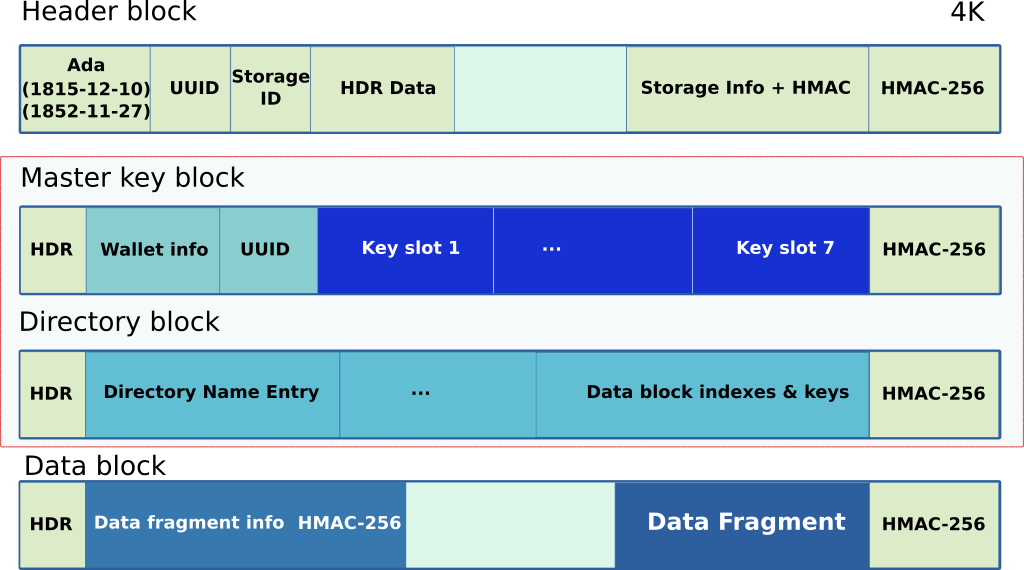 Header block
4K
Ada
(1815-12-10)
(1852-11-27)
UUID
Storage
ID
HDR Data
Storage Info + HMAC
HMAC-256
Master key block
HDR
Wallet info
UUID
Key slot 1
...
Key slot 7
HMAC-256
Directory block
HDR
Directory Name Entry
...
Data block indexes & keys
HMAC-256
Data block
HDR
Data fragment info HMAC-256
Data Fragment
HMAC-256